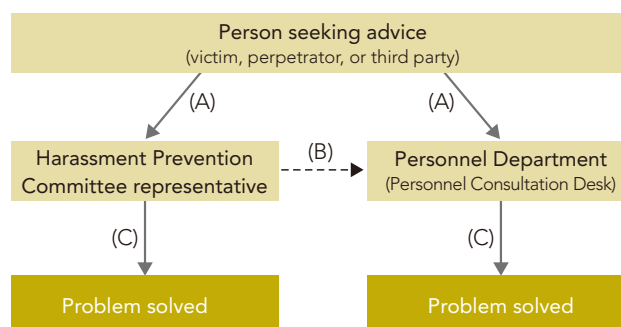 Person seeking advice
(victim, perpetrator, or third party)
(A)
(A)
Harassment Prevention
Committee representative
(B)
Personnel Department
(Personnel Consultation Desk)
(C)
(C)
Problem solved
Problem solved